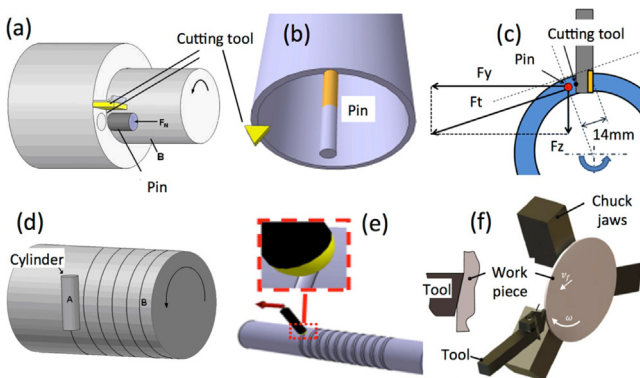 (a)
Cutting tool
F_N
B
Pin
(b)
Pin
(c)
Cutting tool
Pin
Fy
Ft
Fz
14mm
(d)
Cylinder
A
B
(e)
(f)
Chuck
jaws
Work
piece
Tool
v_f
ω
Tool